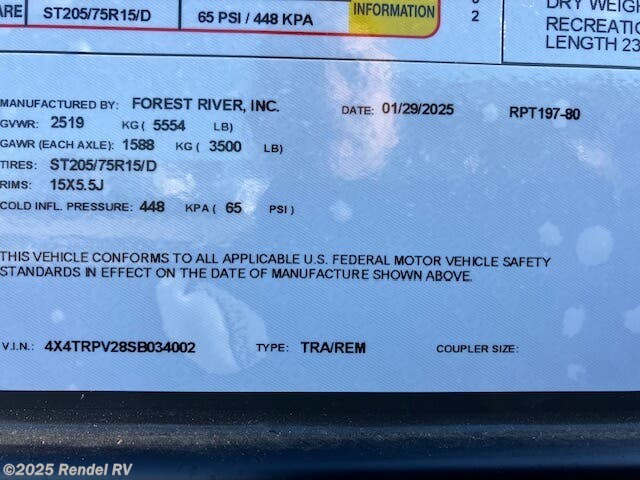 ARE ST205/75R15/D 65 PSI / 448 KPA INFORMATION 2 DRY WEIGH
RECREATIO
LENGTH 23
MANUFACTURED BY: FOREST RIVER, INC. DATE: 01/29/2025 RPT197-80
GVWR: 2519 KG ( 5554 LB)
GAWR (EACH AXLE): 1588 KG ( 3500 LB)
TIRES: ST205/75R15/D
RIMS: 15X5.5J
COLD INFL. PRESSURE: 448 KPA ( 65 PSI )
THIS VEHICLE CONFORMS TO ALL APPLICABLE U.S. FEDERAL MOTOR VEHICLE SAFETY
STANDARDS IN EFFECT ON THE DATE OF MANUFACTURE SHOWN ABOVE.
V.I.N.: 4X4TRPV28SB034002 TYPE: TRA/REM COUPLER SIZE:
©2025 Rendel RV